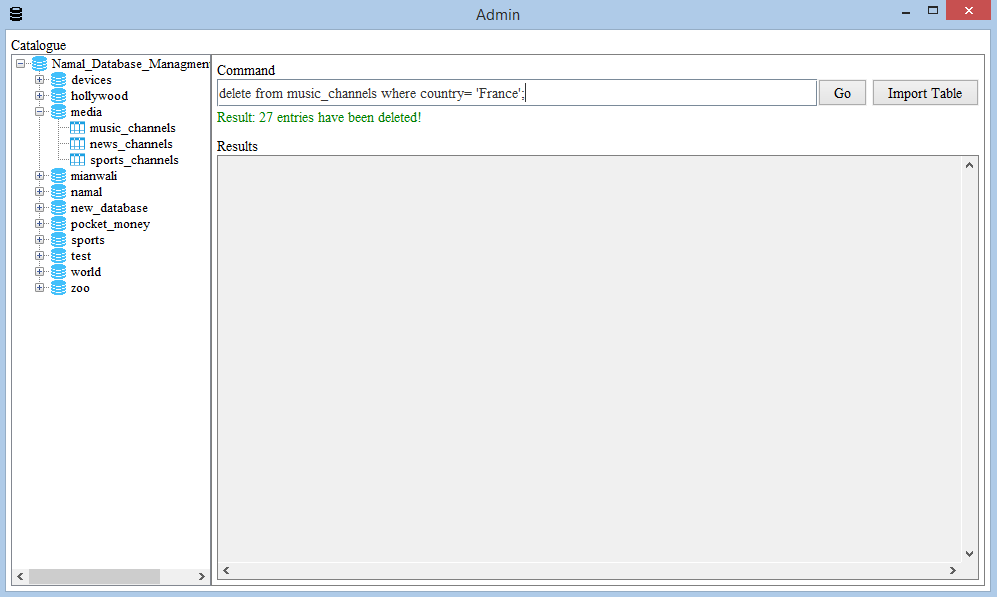 Admin
Catalogue
Namal_Database_Managmen
devices
hollywood
media
music_channels
news_channels
sports_channels
mianwali
namal
new_database
pocket_money
sports
test
world
zoo
Command
delete from music_channels where country= 'France';
Go
Import Table
Result: 27 entries have been deleted!
Results